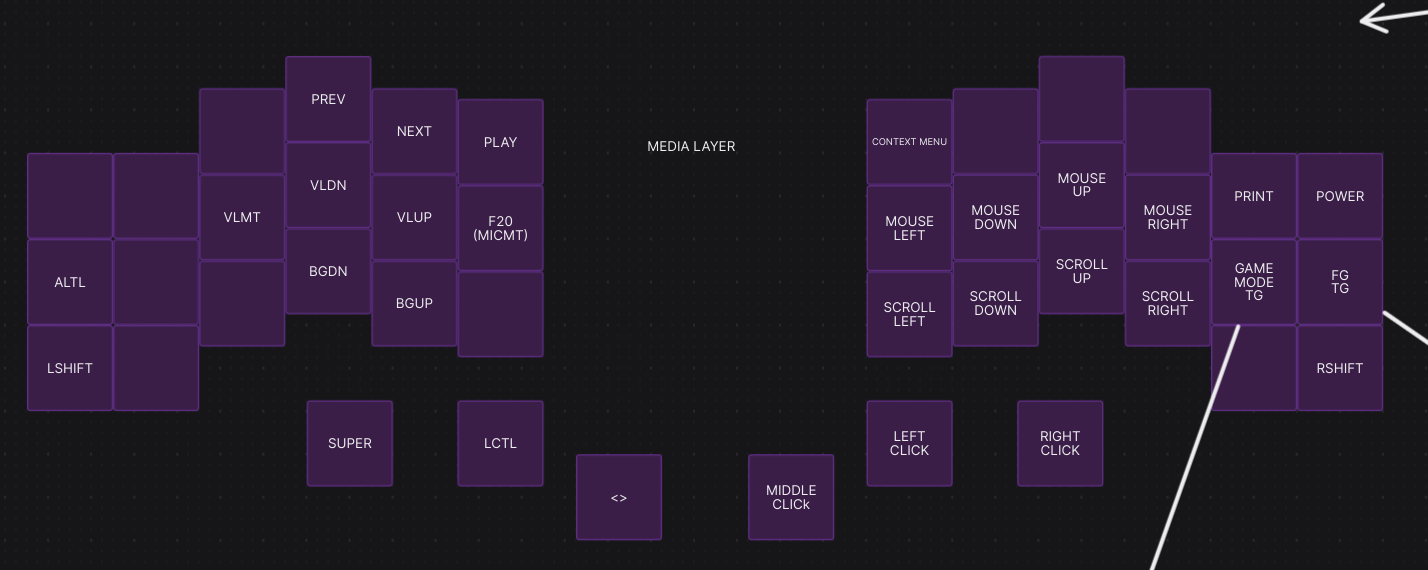 PREV
NEXT
PLAY
VLMT
VLDN
VLUP
F20
(MICMT)
ALTL
BGDN
BGUP
LSHIFT
SUPER
LCTL
<>
MEDIA LAYER
CONTEXT MENU
MOUSE
LEFT
MOUSE
DOWN
MOUSE
UP
MOUSE
RIGHT
PRINT
POWER
SCROLL
LEFT
SCROLL
DOWN
SCROLL
UP
SCROLL
RIGHT
GAME
MODE
TG
FG
TG
RSHIFT
MIDDLE
CLICk
LEFT
CLICK
RIGHT
CLICK